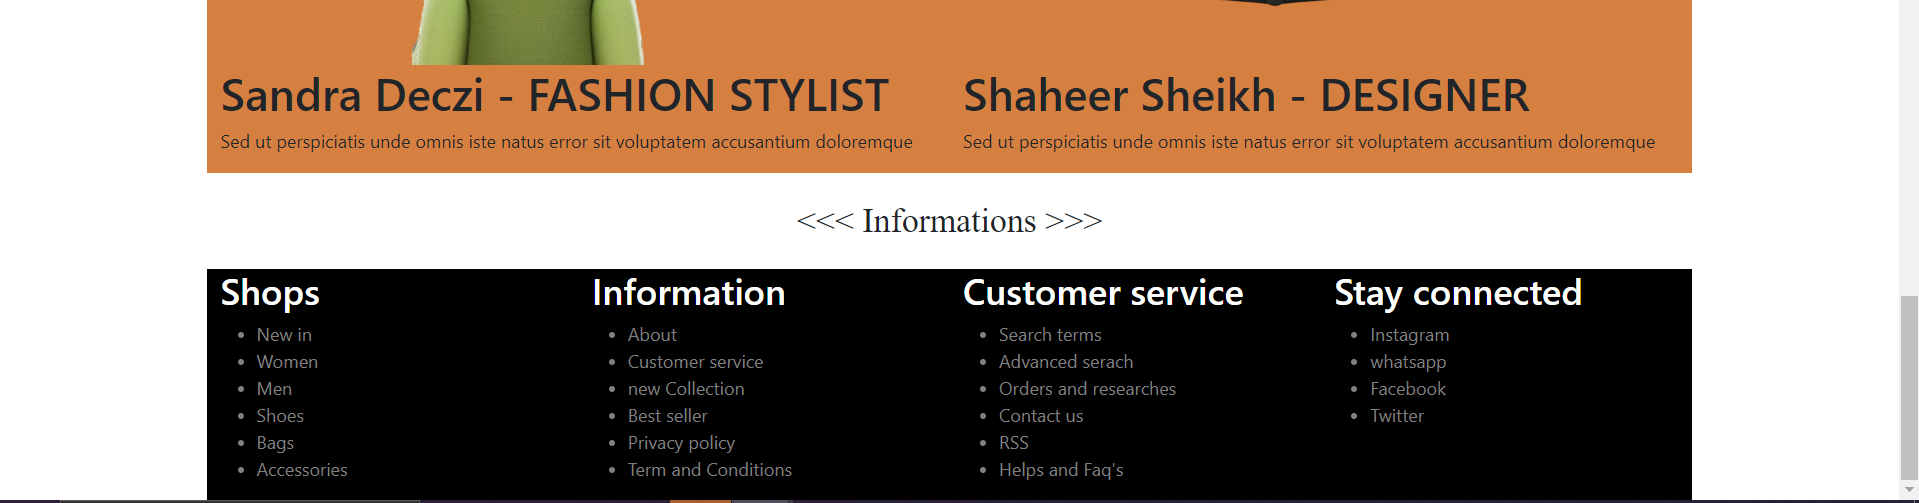 Sandra Deczi - FASHION STYLIST
Sed ut perspiciatis unde omnis iste natus error sit voluptatem accusantium doloremque
Shaheer Sheikh - DESIGNER
Sed ut perspiciatis unde omnis iste natus error sit voluptatem accusantium doloremque
<<< Informations >>>
Shops
New in
Women
Men
Shoes
Bags
Accessories
Information
About
Customer service
new Collection
Best seller
Privacy policy
Term and Conditions
Customer service
Search terms
Advanced serach
Orders and researches
Contact us
RSS
Helps and Faq's
Stay connected
Instagram
whatsapp
Facebook
Twitter